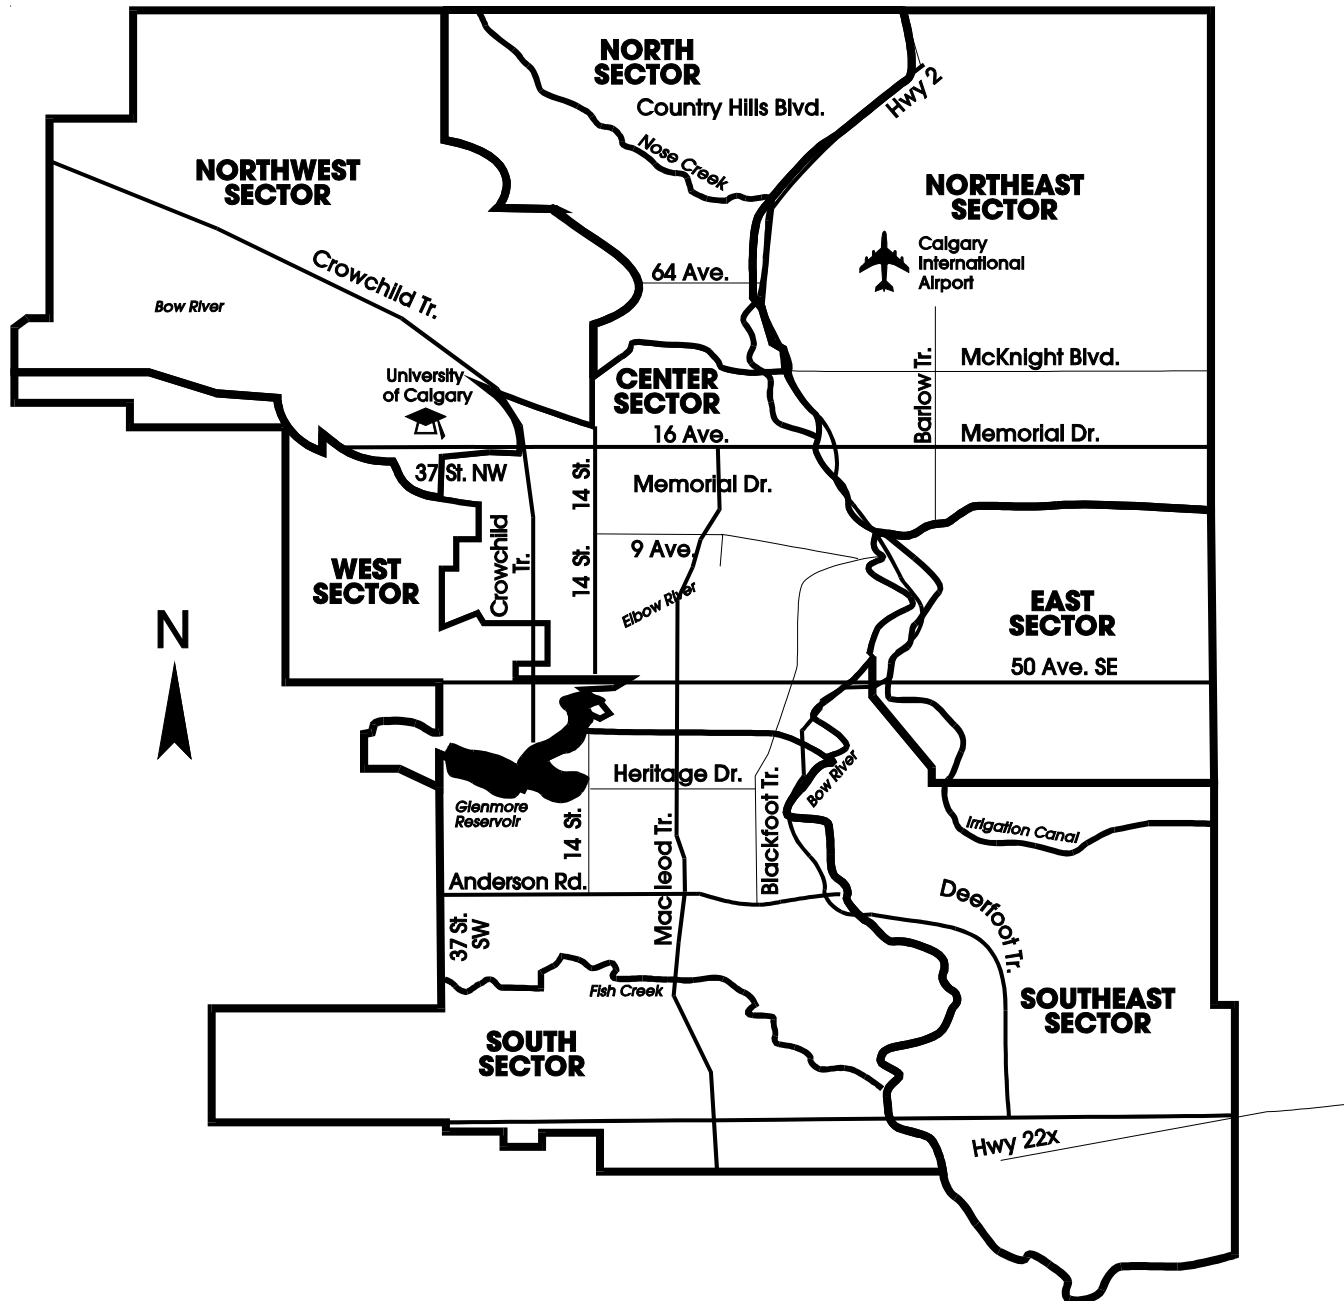 NORTH
SECTOR
Country Hills Blvd.
Hwy 2
Nose Creek
NORTHWEST
SECTOR
NORTHEAST
SECTOR
Calgary
International
Airport
Crowchild Tr.
64 Ave.
Bow River
McKnight Blvd.
Barlow Tr.
University
of Calgary
CENTER
SECTOR
16 Ave.
Memorial Dr.
37 St. NW
14 St.
Memorial Dr.
Crowchild
Tr.
14 St.
9 Ave.
WEST
SECTOR
Elbow River
EAST
SECTOR
N
50 Ave. SE
Heritage Dr.
Bow River
Glenmore
Reservoir
14 St.
Macleod Tr.
Blackfoot Tr.
Irrigation Canal
Anderson Rd.
Deerfoot Tr.
37 St.
SW
Fish Creek
SOUTHEAST
SECTOR
SOUTH
SECTOR
Hwy 22x